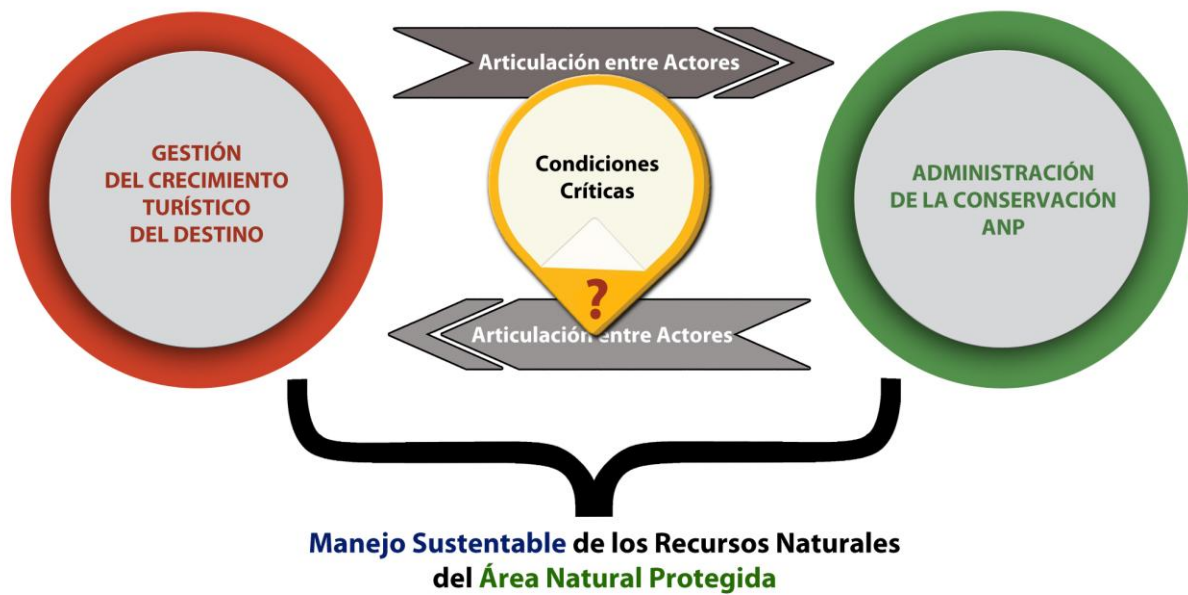 Articulación entre Actores
GESTIÓN
DEL CRECIMIENTO
TURÍSTICO
DEL DESTINO
Condiciones
Críticas
ADMINISTRACIÓN
DE LA CONSERVACIÓN
ANP
?
Articulación entre Actores
Manejo Sustentable de los Recursos Naturales
del Área Natural Protegida